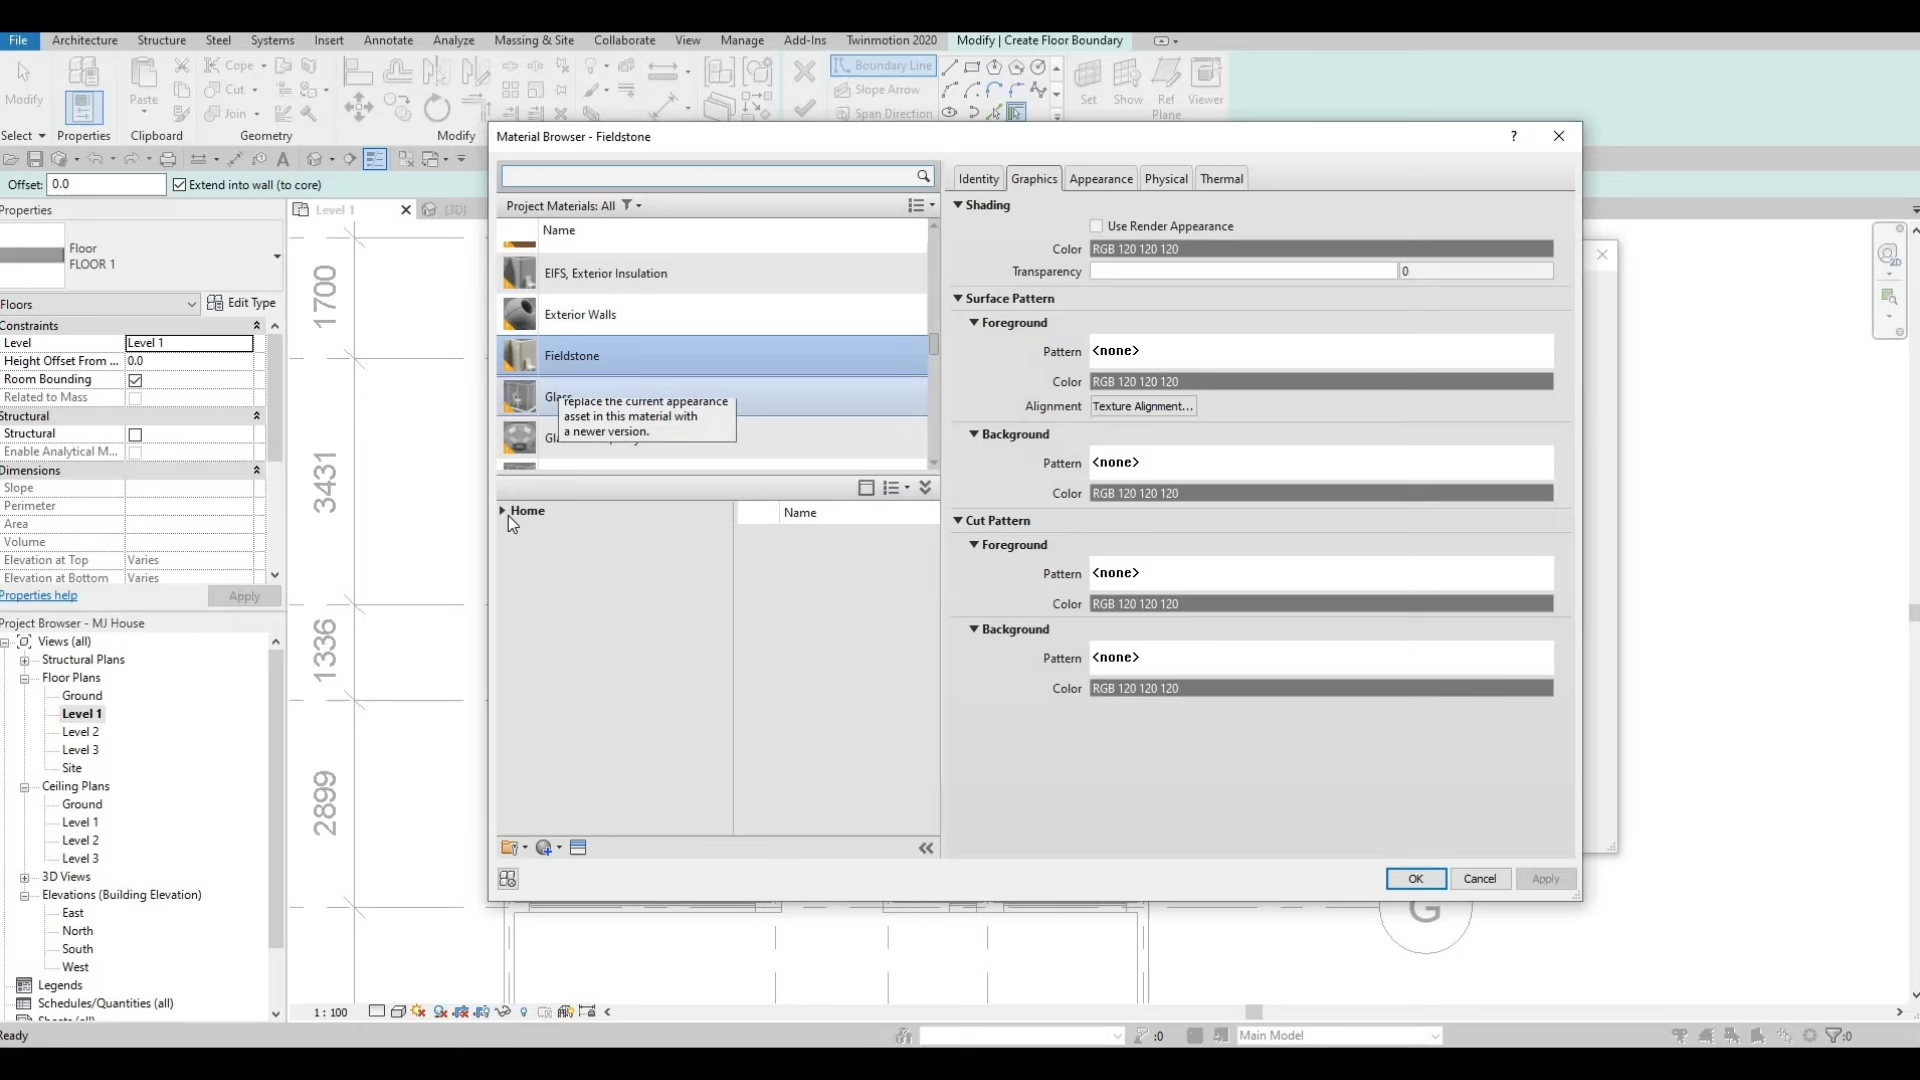 File Architecture Structure Steel Systems Insert Annotate Analyze Massing & Site Collaborate View Manage Add-Ins Twinmotion 2020 Modify | Create Floor Boundary
Modify
Paste
Cope
Cut
Join
Boundary Line
Slope Arrow
Span Direction
Set Show Ref Plane Viewer
Select Properties Clipboard Geometry Modify
Offset: 0.0 Extend into wall (to core)
Properties
Floor
FLOOR 1
Floors Edit Type
Constraints
Level Level 1
Height Offset From ... 0.0
Room Bounding
Related to Mass
Structural
Structural
Enable Analytical M...
Dimensions
Slope
Perimeter
Area
Volume
Elevation at Top Varies
Elevation at Bottom Varies
Properties help Apply
Project Browser - MJ House
Views (all)
Structural Plans
Floor Plans
Ground
Level 1
Level 2
Level 3
Site
Ceiling Plans
Ground
Level 1
Level 2
Level 3
3D Views
Elevations (Building Elevation)
East
North
South
West
Legends
Schedules/Quantities (all)
Ready
Level 1 (3D)
1700
3431
1336
2899
Material Browser - Fieldstone ?
Project Materials: All
Name
EIFS, Exterior Insulation
Exterior Walls
Fieldstone
replace the current appearance
asset in this material with
a newer version.
Home
Name
Identity Graphics Appearance Physical Thermal
Shading
Use Render Appearance
Color RGB 120 120 120
Transparency 0
Surface Pattern
Foreground
Pattern <none>
Color RGB 120 120 120
Alignment Texture Alignment...
Background
Pattern <none>
Color RGB 120 120 120
Cut Pattern
Foreground
Pattern <none>
Color RGB 120 120 120
Background
Pattern <none>
Color RGB 120 120 120
OK Cancel Apply
2D
G
1 : 100
:0 Main Model :0